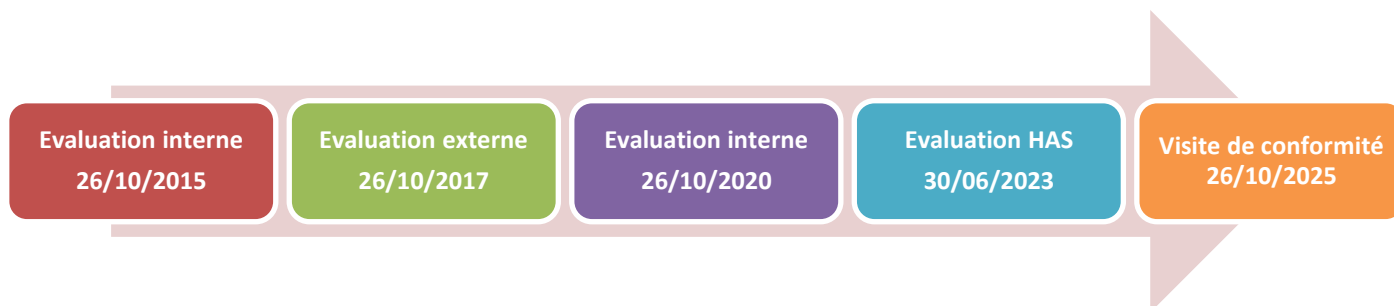 Evaluation interne
26/10/2015
Evaluation externe
26/10/2017
Evaluation interne
26/10/2020
Evaluation HAS
30/06/2023
Visite de conformité
26/10/2025